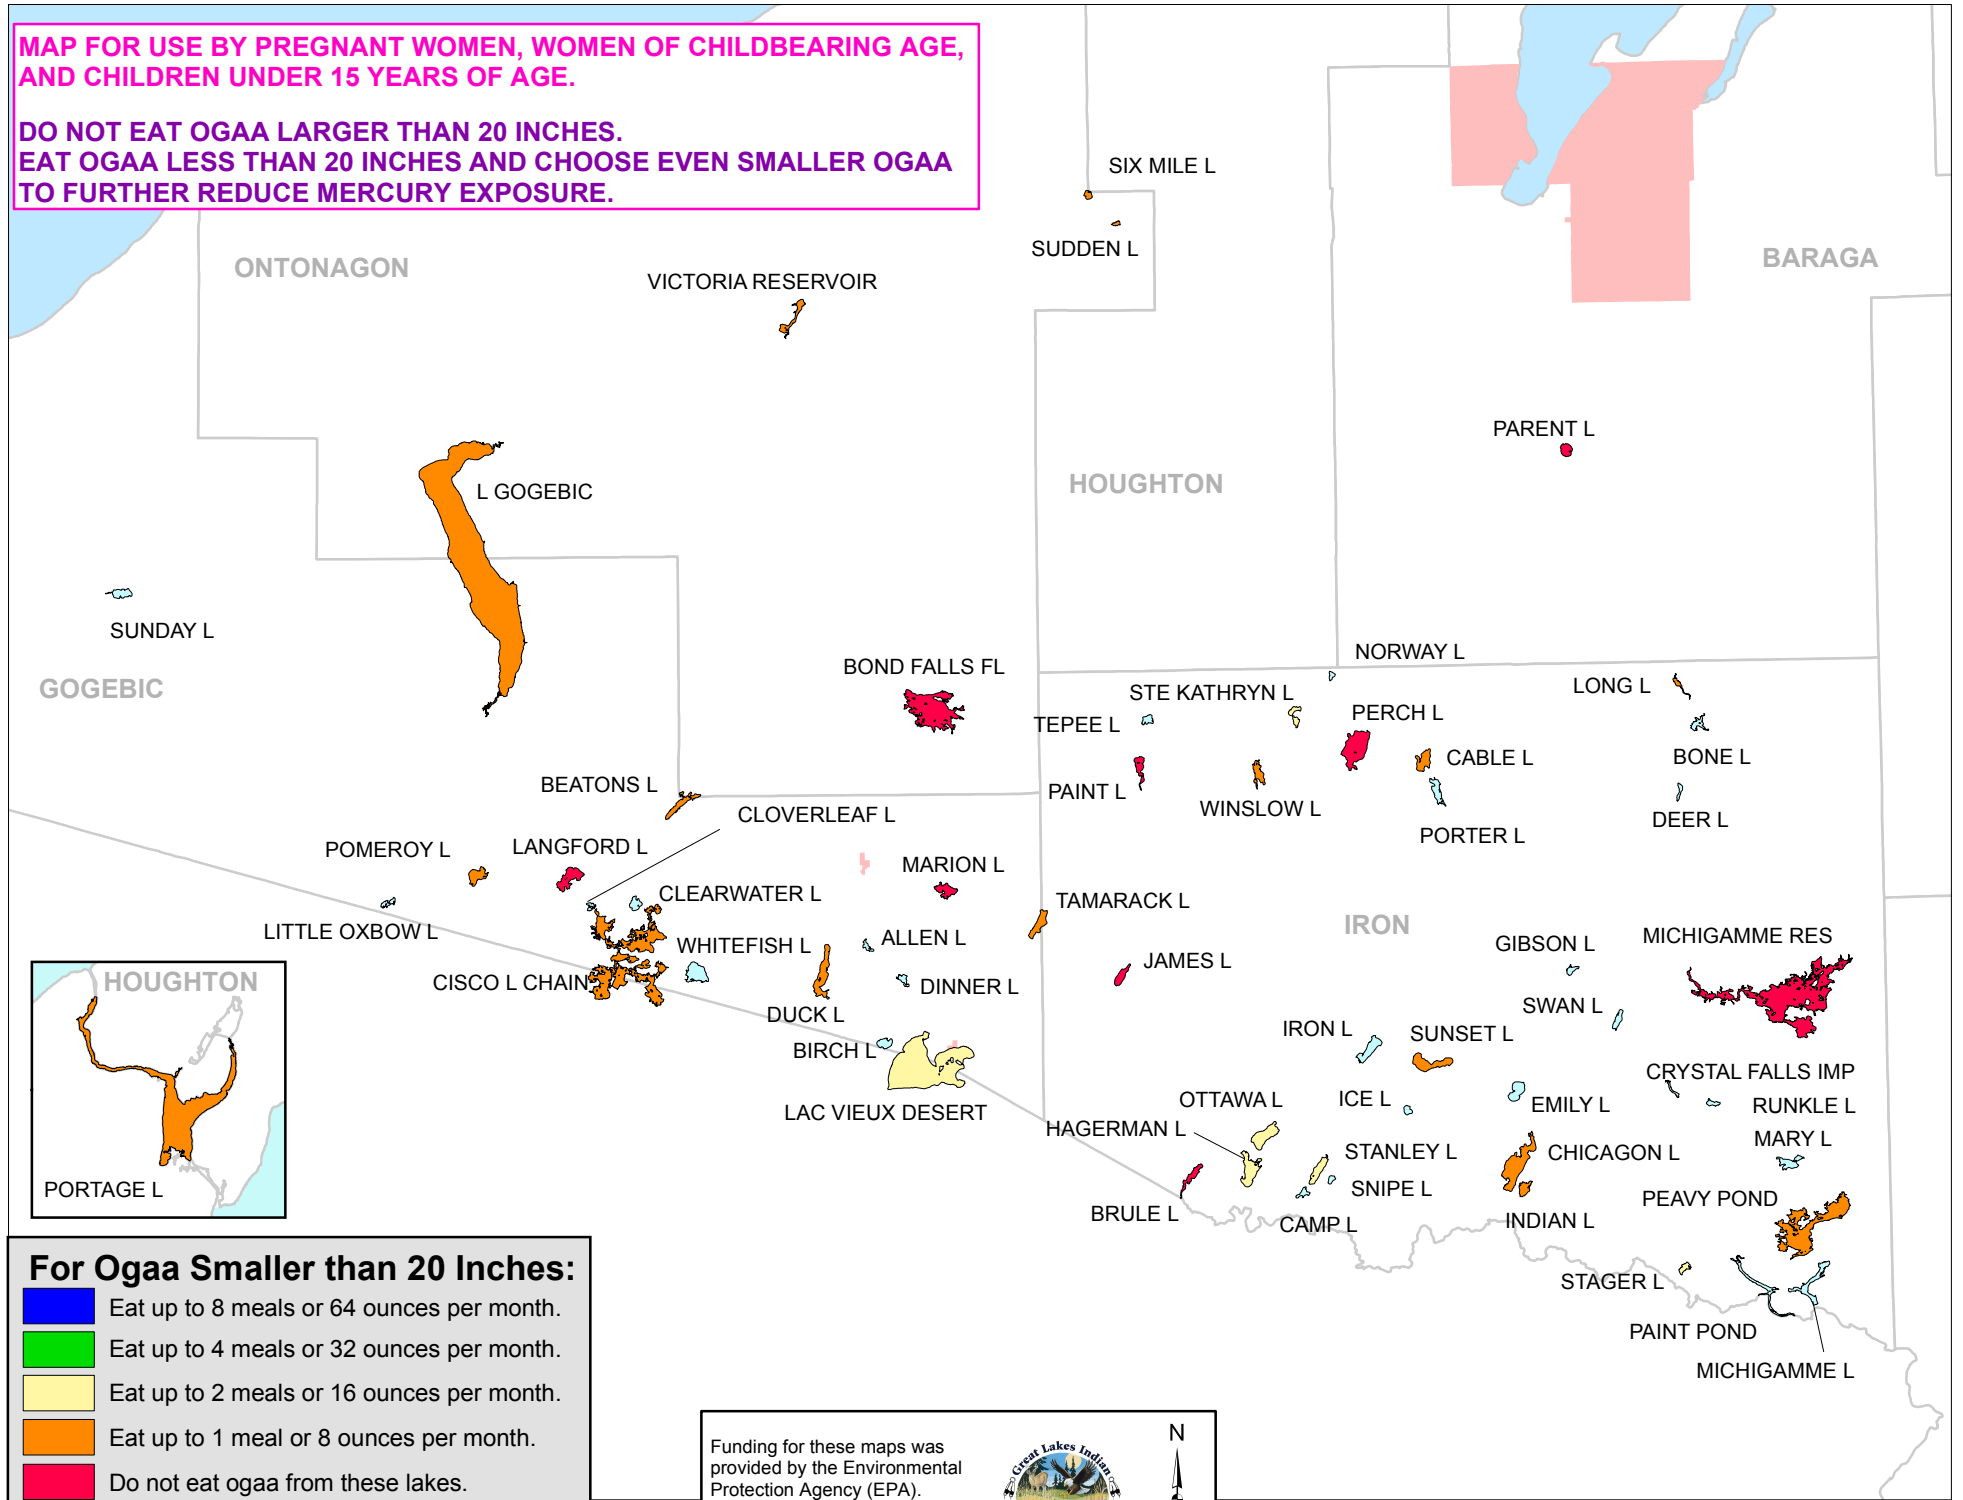 MAP FOR USE BY PREGNANT WOMEN, WOMEN OF CHILDBEARING AGE,
AND CHILDREN UNDER 15 YEARS OF AGE.
DO NOT EAT OGAA LARGER THAN 20 INCHES.
EAT OGAA LESS THAN 20 INCHES AND CHOOSE EVEN SMALLER OGAA
TO FURTHER REDUCE MERCURY EXPOSURE.
SIX MILE L
SUDDEN L
ONTONAGON
BARAGA
VICTORIA RESERVOIR
PARENT L
L GOGEBIC
HOUGHTON
SUNDAY L
GOGEBIC
BOND FALLS FL
NORWAY L
STE KATHRYN L
LONG L
TEPEE L
PERCH L
CABLE L
BONE L
BEATONS L
PAINT L
WINSLOW L
CLOVERLEAF L
DEER L
PORTER L
POMEROY L
LANGFORD L
MARION L
CLEARWATER L
TAMARACK L
LITTLE OXBOW L
IRON
WHITEFISH L
ALLEN L
GIBSON L
MICHIGAMME RES
JAMES L
CISCO L CHAIN
DINNER L
SWAN L
DUCK L
IRON L
SUNSET L
BIRCH L
CRYSTAL FALLS IMP
LAC VIEUX DESERT
OTTAWA L
ICE L
EMILY L
RUNKLE L
HAGERMAN L
MARY L
STANLEY L
CHICAGON L
SNIPE L
PEAVY POND
BRULE L
CAMP L
INDIAN L
STAGER L
PAINT POND
MICHIGAMME L
HOUGHTON
PORTAGE L
For Ogaa Smaller than 20 Inches:
Eat up to 8 meals or 64 ounces per month.
Eat up to 4 meals or 32 ounces per month.
Eat up to 2 meals or 16 ounces per month.
Eat up to 1 meal or 8 ounces per month.
Do not eat ogaa from these lakes.
Funding for these maps was
provided by the Environmental
Protection Agency (EPA).
Great Lakes Indian
N